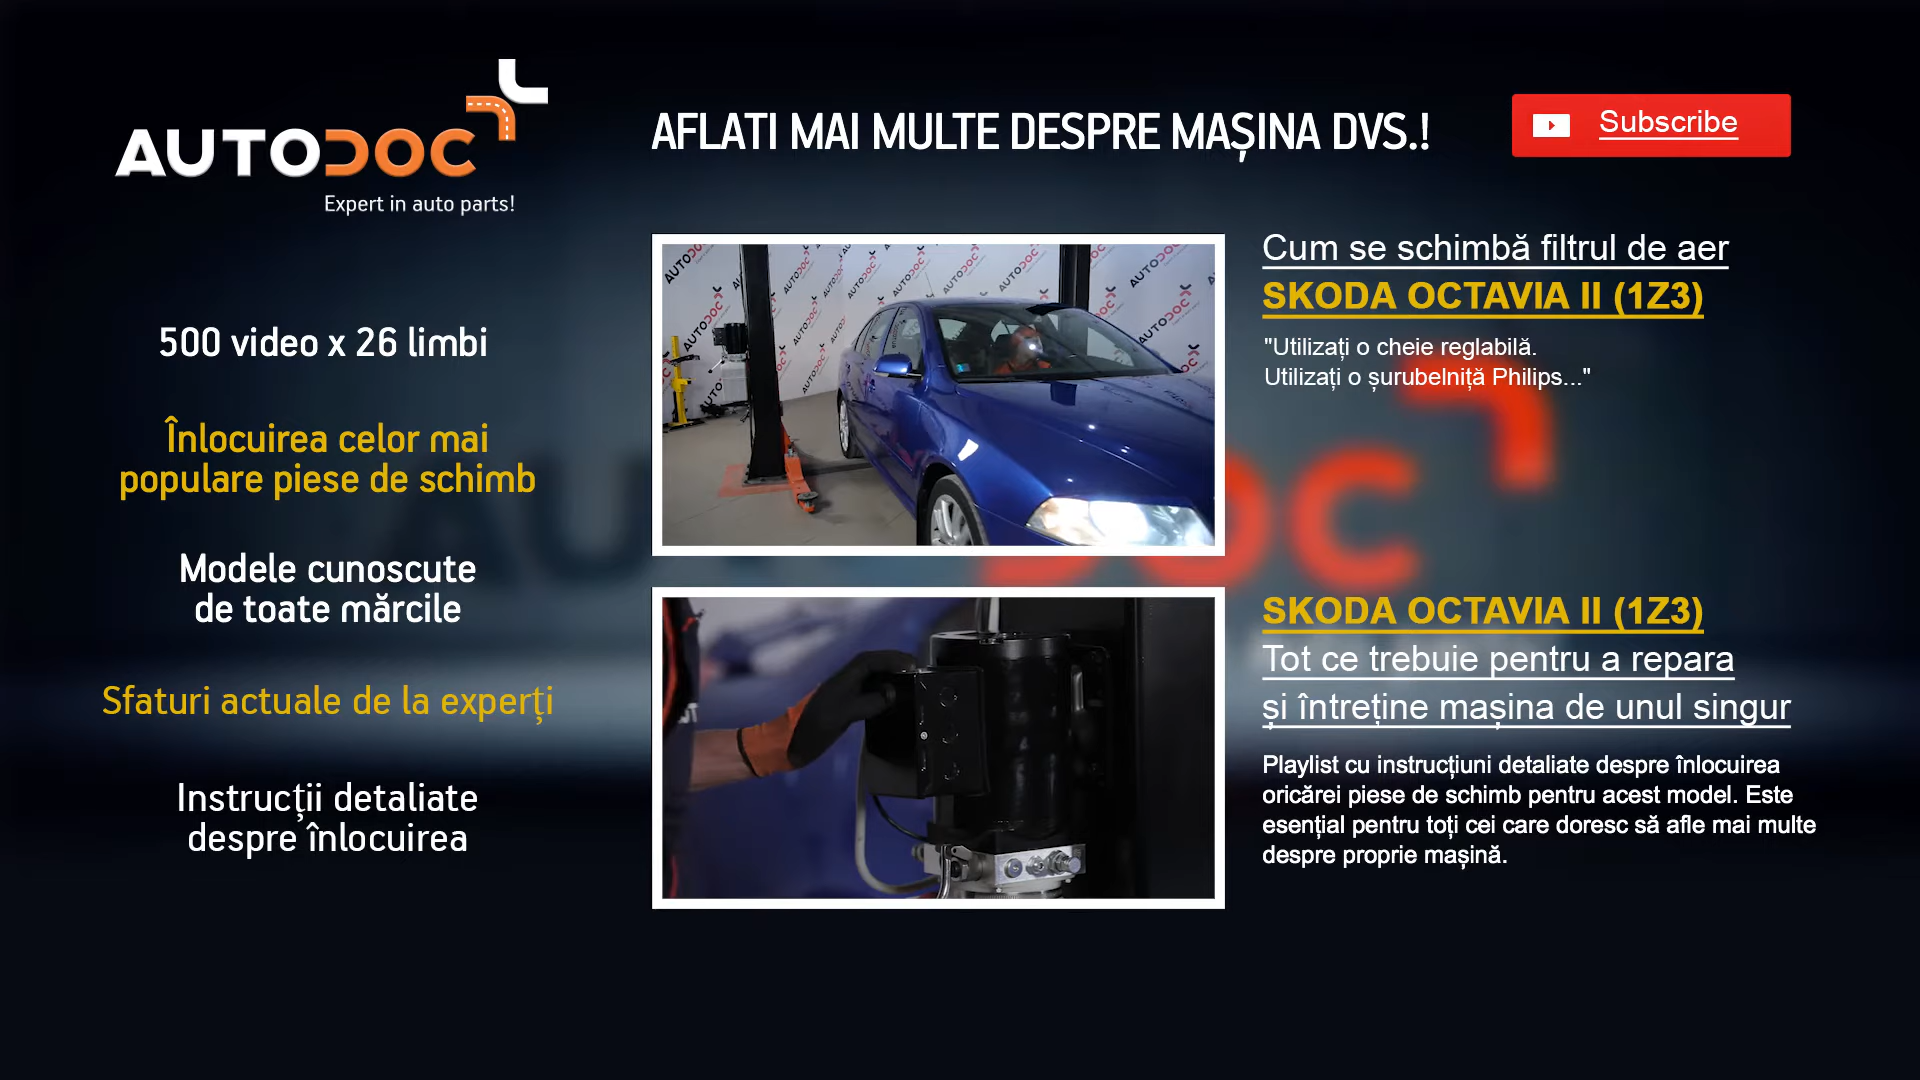 AUTODOC
Expert in auto parts!
AFLATI MAI MULTE DESPRE MAȘINA DVS.!
Subscribe
500 video x 26 limbi
Înlocuirea celor mai
populare piese de schimb
Modele cunoscute
de toate mărcile
Sfaturi actuale de la experți
Instrucții detaliate
despre înlocuirea
Cum se schimbă filtrul de aer
SKODA OCTAVIA II (1Z3)
"Utilizați o cheie reglabilă.
Utilizați o șurubelniță Philips..."
SKODA OCTAVIA II (1Z3)
Tot ce trebuie pentru a repara
și întreține mașina de unul singur
Playlist cu instrucțiuni detaliate despre înlocuirea
oricărei piese de schimb pentru acest model. Este
esențial pentru toți cei care doresc să afle mai multe
despre proprie mașină.